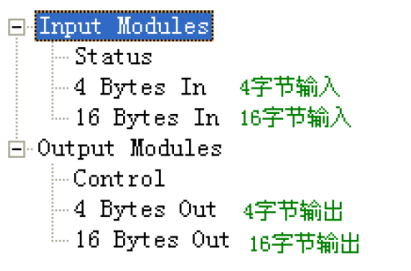 Input Modules
Status
4 Bytes In 4字节输入
16 Bytes In 16字节输入
Output Modules
Control
4 Bytes Out 4字节输出
16 Bytes Out 16字节输出